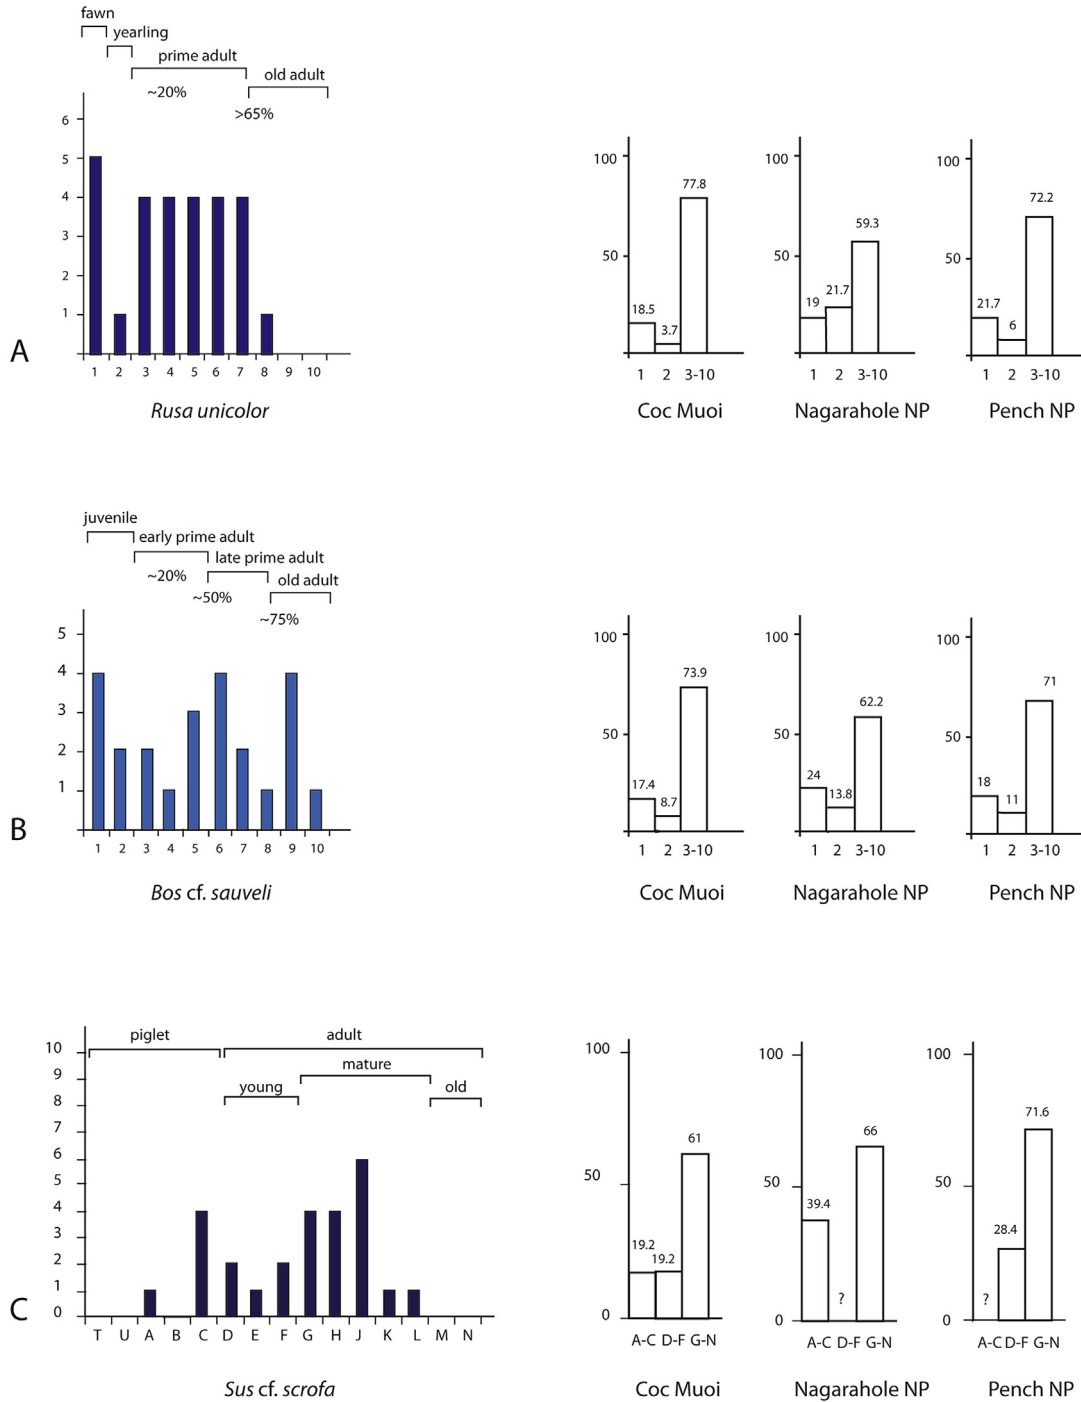 fawn
yearling
prime adult
old adult
~20%
>65%
6
5
4
3
2
1
1 2 3 4 5 6 7 8 9 10
A
Rusa unicolor
100
50
18.5
3.7
77.8
1 2 3-10
Coc Muoi
100
50
19
21.7
59.3
1 2 3-10
Nagarahole NP
100
50
21.7
6
72.2
1 2 3-10
Pench NP
juvenile
early prime adult
late prime adult
~20%
old adult
~50%
~75%
5
4
3
2
1
1 2 3 4 5 6 7 8 9 10
B
Bos cf. sauveli
100
50
17.4
8.7
73.9
1 2 3-10
Coc Muoi
100
50
24
13.8
62.2
1 2 3-10
Nagarahole NP
100
50
18
11
71
1 2 3-10
Pench NP
piglet
adult
mature
young
old
10
9
8
7
6
5
4
3
2
1
0
T U A B C D E F G H J K L M N
C
Sus cf. scrofa
100
50
0
19.2
19.2
61
A-C D-F G-N
Coc Muoi
100
50
0
39.4
?
66
A-C D-F G-N
Nagarahole NP
100
50
0
?
28.4
71.6
A-C D-F G-N
Pench NP